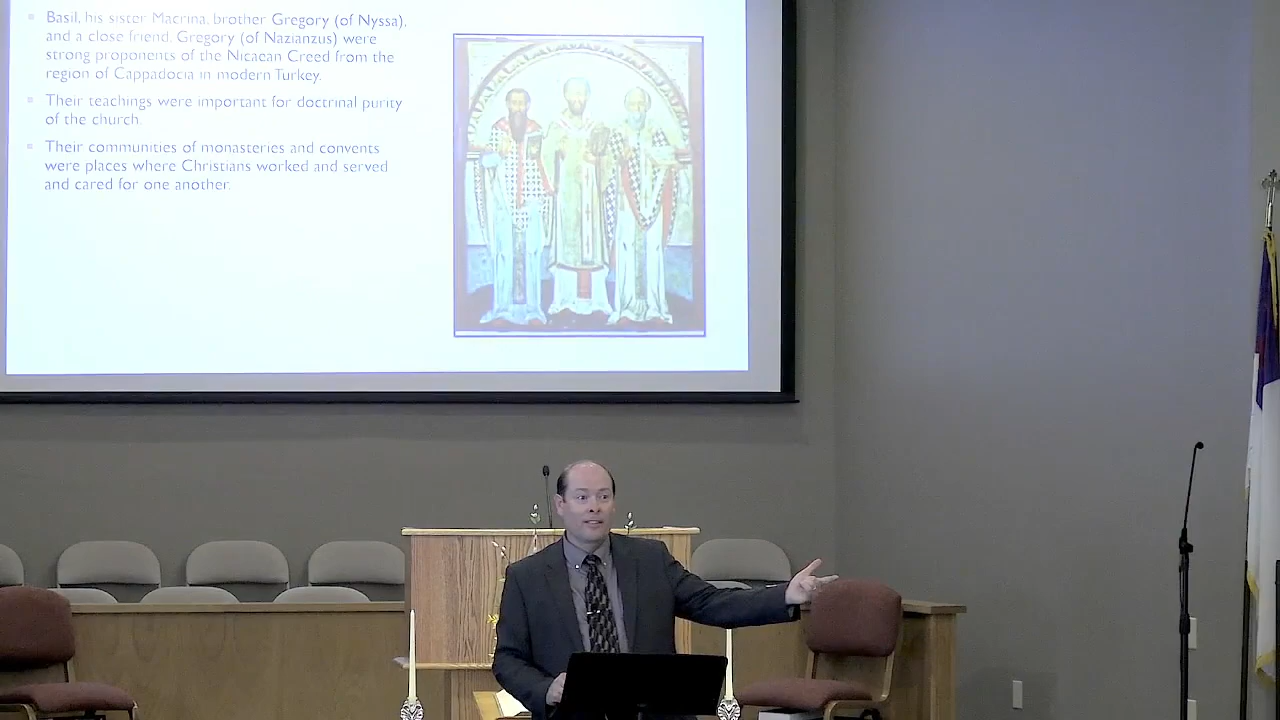 Basil, his sister Macrina, brother Gregory (of Nyssa),
and a close friend, Gregory (of Nazianzus) were
strong proponents of the Nicaean Creed from the
region of Cappadocia in modern Turkey.
Their teachings were important for doctrinal purity
of the church.
Their communities of monasteries and convents
were places where Christians worked and served
and cared for one another.